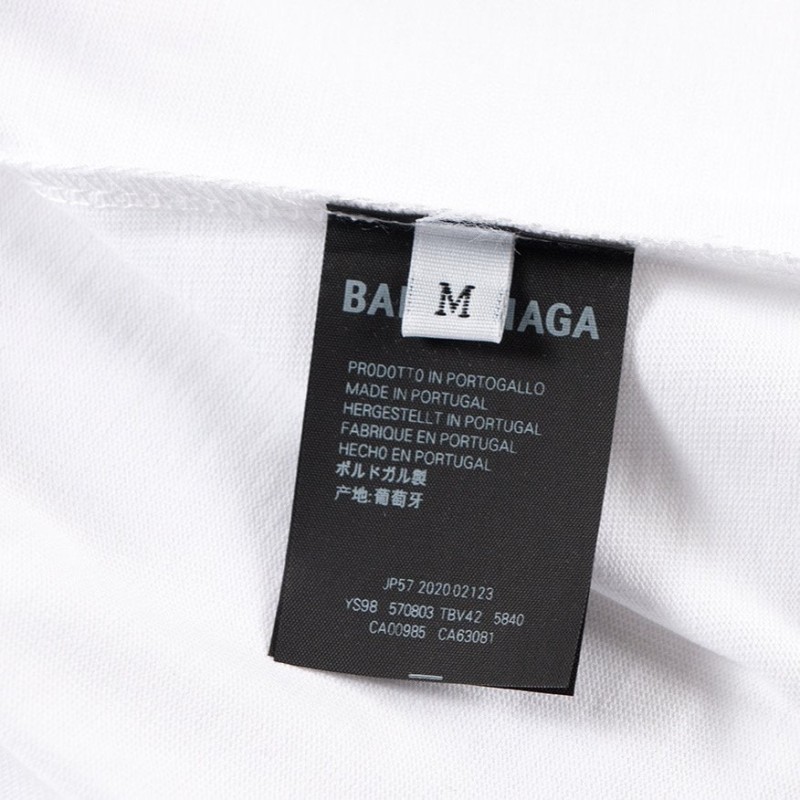 M
BA IAGA
PRODOTTO IN PORTOGALLO
MADE IN PORTUGAL
HERGESTELLT IN PORTUGAL
FABRIQUE EN PORTUGAL
HECHO EN PORTUGAL
ポルドガル製
产地:葡萄牙
JP57 2020 02123
YS98 570803 TBV42 5840
CA00985 CA63081